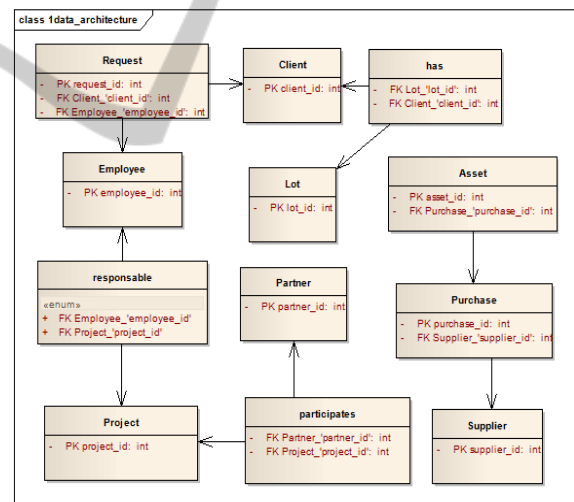 class 1data_architecture
Request
- PK request_id: int
- FK Client_'client_id': int
- FK Employee_'employee_id': int
Client
- PK client_id: int
has
- FK Lot_'lot_id': int
- FK Client_'client_id': int
Employee
- PK employee_id: int
Lot
- PK lot_id: int
Asset
- PK asset_id: int
- FK Purchase_'purchase_id': int
responsable
«enum»
+ FK Employee_'employee_id'
+ FK Project_'project_id'
Partner
- PK partner_id: int
Purchase
- PK purchase_id: int
- FK Supplier_'supplier_id': int
Project
- PK project_id: int
participates
- FK Partner_'partner_id': int
- FK Project_'project_id': int
Supplier
- PK supplier_id: int